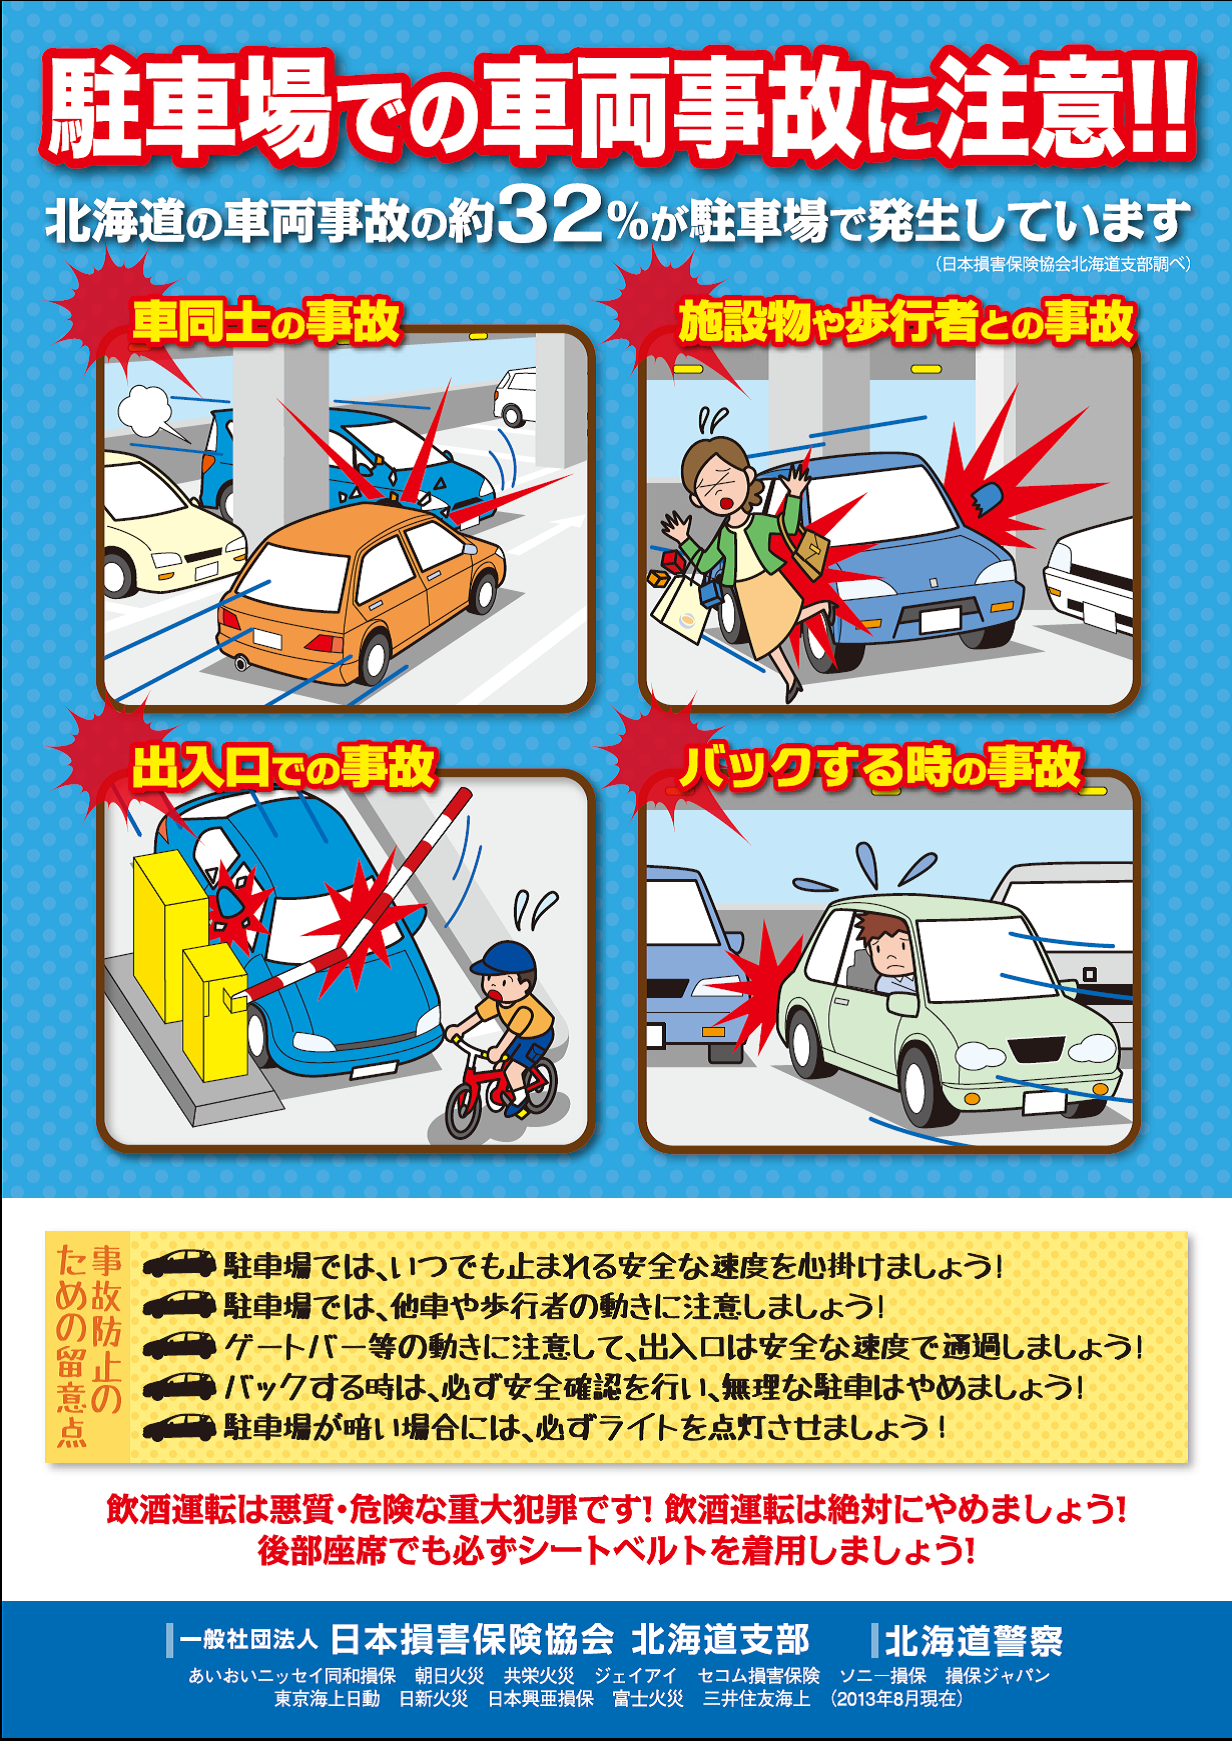 駐車場での車両事故に注意!!
北海道の車両事故の約32%が駐車場で発生しています
（日本損害保険協会北海道支部調べ）
車同士の事故
施設物や歩行者との事故
出入口での事故
バックする時の事故
事故防止の
ための留意点
駐車場では、いつでも止まれる安全な速度を心掛けましょう!
駐車場では、他車や歩行者の動きに注意しましょう!
ゲートバー等の動きに注意して、出入口は安全な速度で通過しましょう!
バックする時は、必ず安全確認を行い、無理な駐車はやめましょう!
駐車場が暗い場合には、必ずライトを点灯させましょう!
飲酒運転は悪質・危険な重大犯罪です! 飲酒運転は絶対にやめましょう!
後部座席でも必ずシートベルトを着用しましょう!
一般社団法人 日本損害保険協会 北海道支部 北海道警察
あいおいニッセイ同和損保 朝日火災 共栄火災 ジェイアイ セコム損害保険 ソニー損保 損保ジャパン
東京海上日動 日新火災 日本興亜損保 富士火災 三井住友海上 （2013年8月現在）